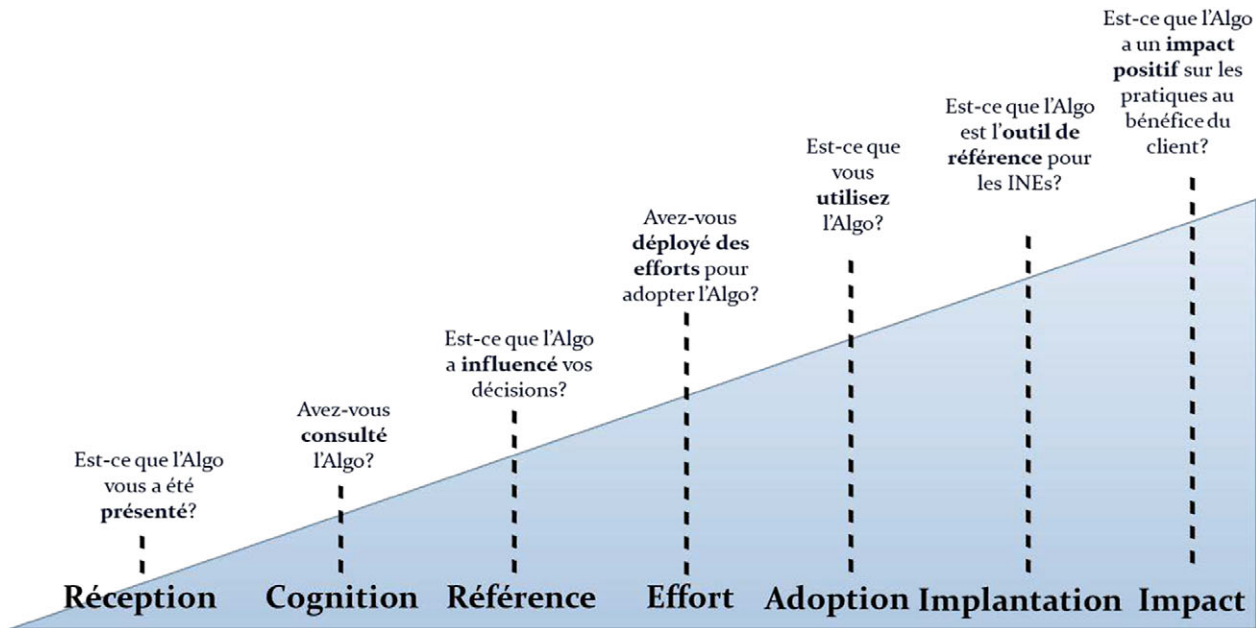 Est-ce que l'Algo
vous a été
présenté?
Réception
Avez-vous
consulté
l'Algo?
Cognition
Est-ce que l'Algo
a influencé vos
décisions?
Référence
Avez-vous
déployé des
efforts pour
adopter l'Algo?
Effort
Est-ce que
vous
utilisez
l'Algo?
Adoption
Est-ce que l'Algo
est l'outil de
référence pour
les INEs?
Implantation
Est-ce que l'Algo
a un impact
positif sur les
pratiques au
bénéfice du
client?
Impact